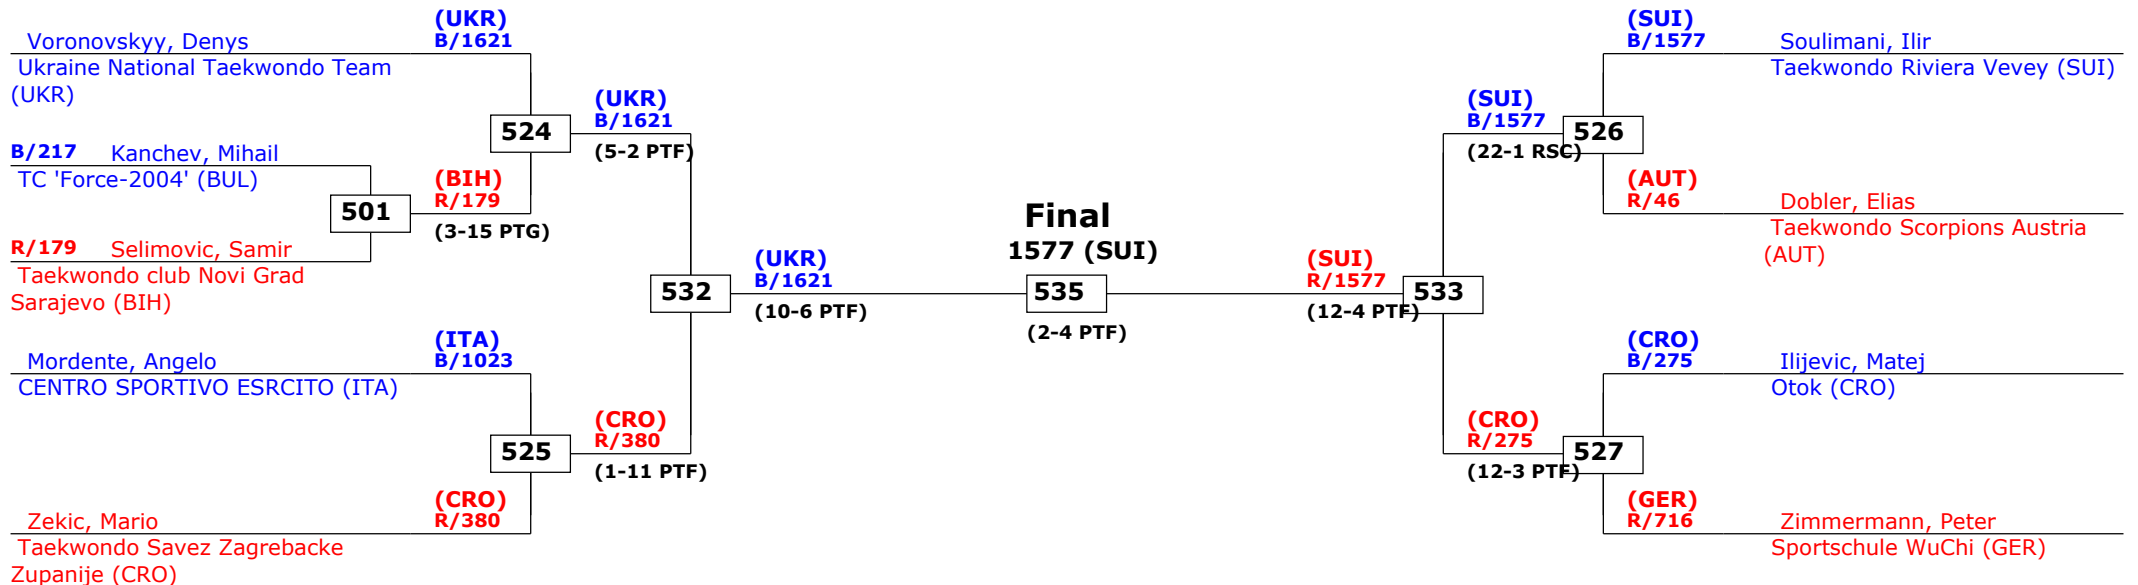 (UKR)
B/1621
Voronovskyy, Denys
Ukraine National Taekwondo Team
(UKR)
B/217 Kanchev, Mihail
TC 'Force-2004' (BUL)
501
R/179 Selimovic, Samir
Taekwondo club Novi Grad
Sarajevo (BIH)
(BIH)
R/179
(3-15 PTG)
524
(UKR)
B/1621
(5-2 PTF)
(ITA)
B/1023
Mordente, Angelo
CENTRO SPORTIVO ESRCITO (ITA)
525
(CRO)
R/380
Zekic, Mario
Taekwondo Savez Zagrebacke
Zupanije (CRO)
(CRO)
R/380
(1-11 PTF)
532
(UKR)
B/1621
(10-6 PTF)
Final
1577 (SUI)
535
(2-4 PTF)
(SUI)
R/1577
(12-4 PTF)
533
(SUI)
B/1577
(22-1 RSC)
526
(SUI)
B/1577
Soulimani, Ilir
Taekwondo Riviera Vevey (SUI)
(AUT)
R/46
Dobler, Elias
Taekwondo Scorpions Austria
(AUT)
(CRO)
R/275
(12-3 PTF)
527
(CRO)
B/275
Ilijevic, Matej
Otok (CRO)
(GER)
R/716
Zimmermann, Peter
Sportschule WuChi (GER)